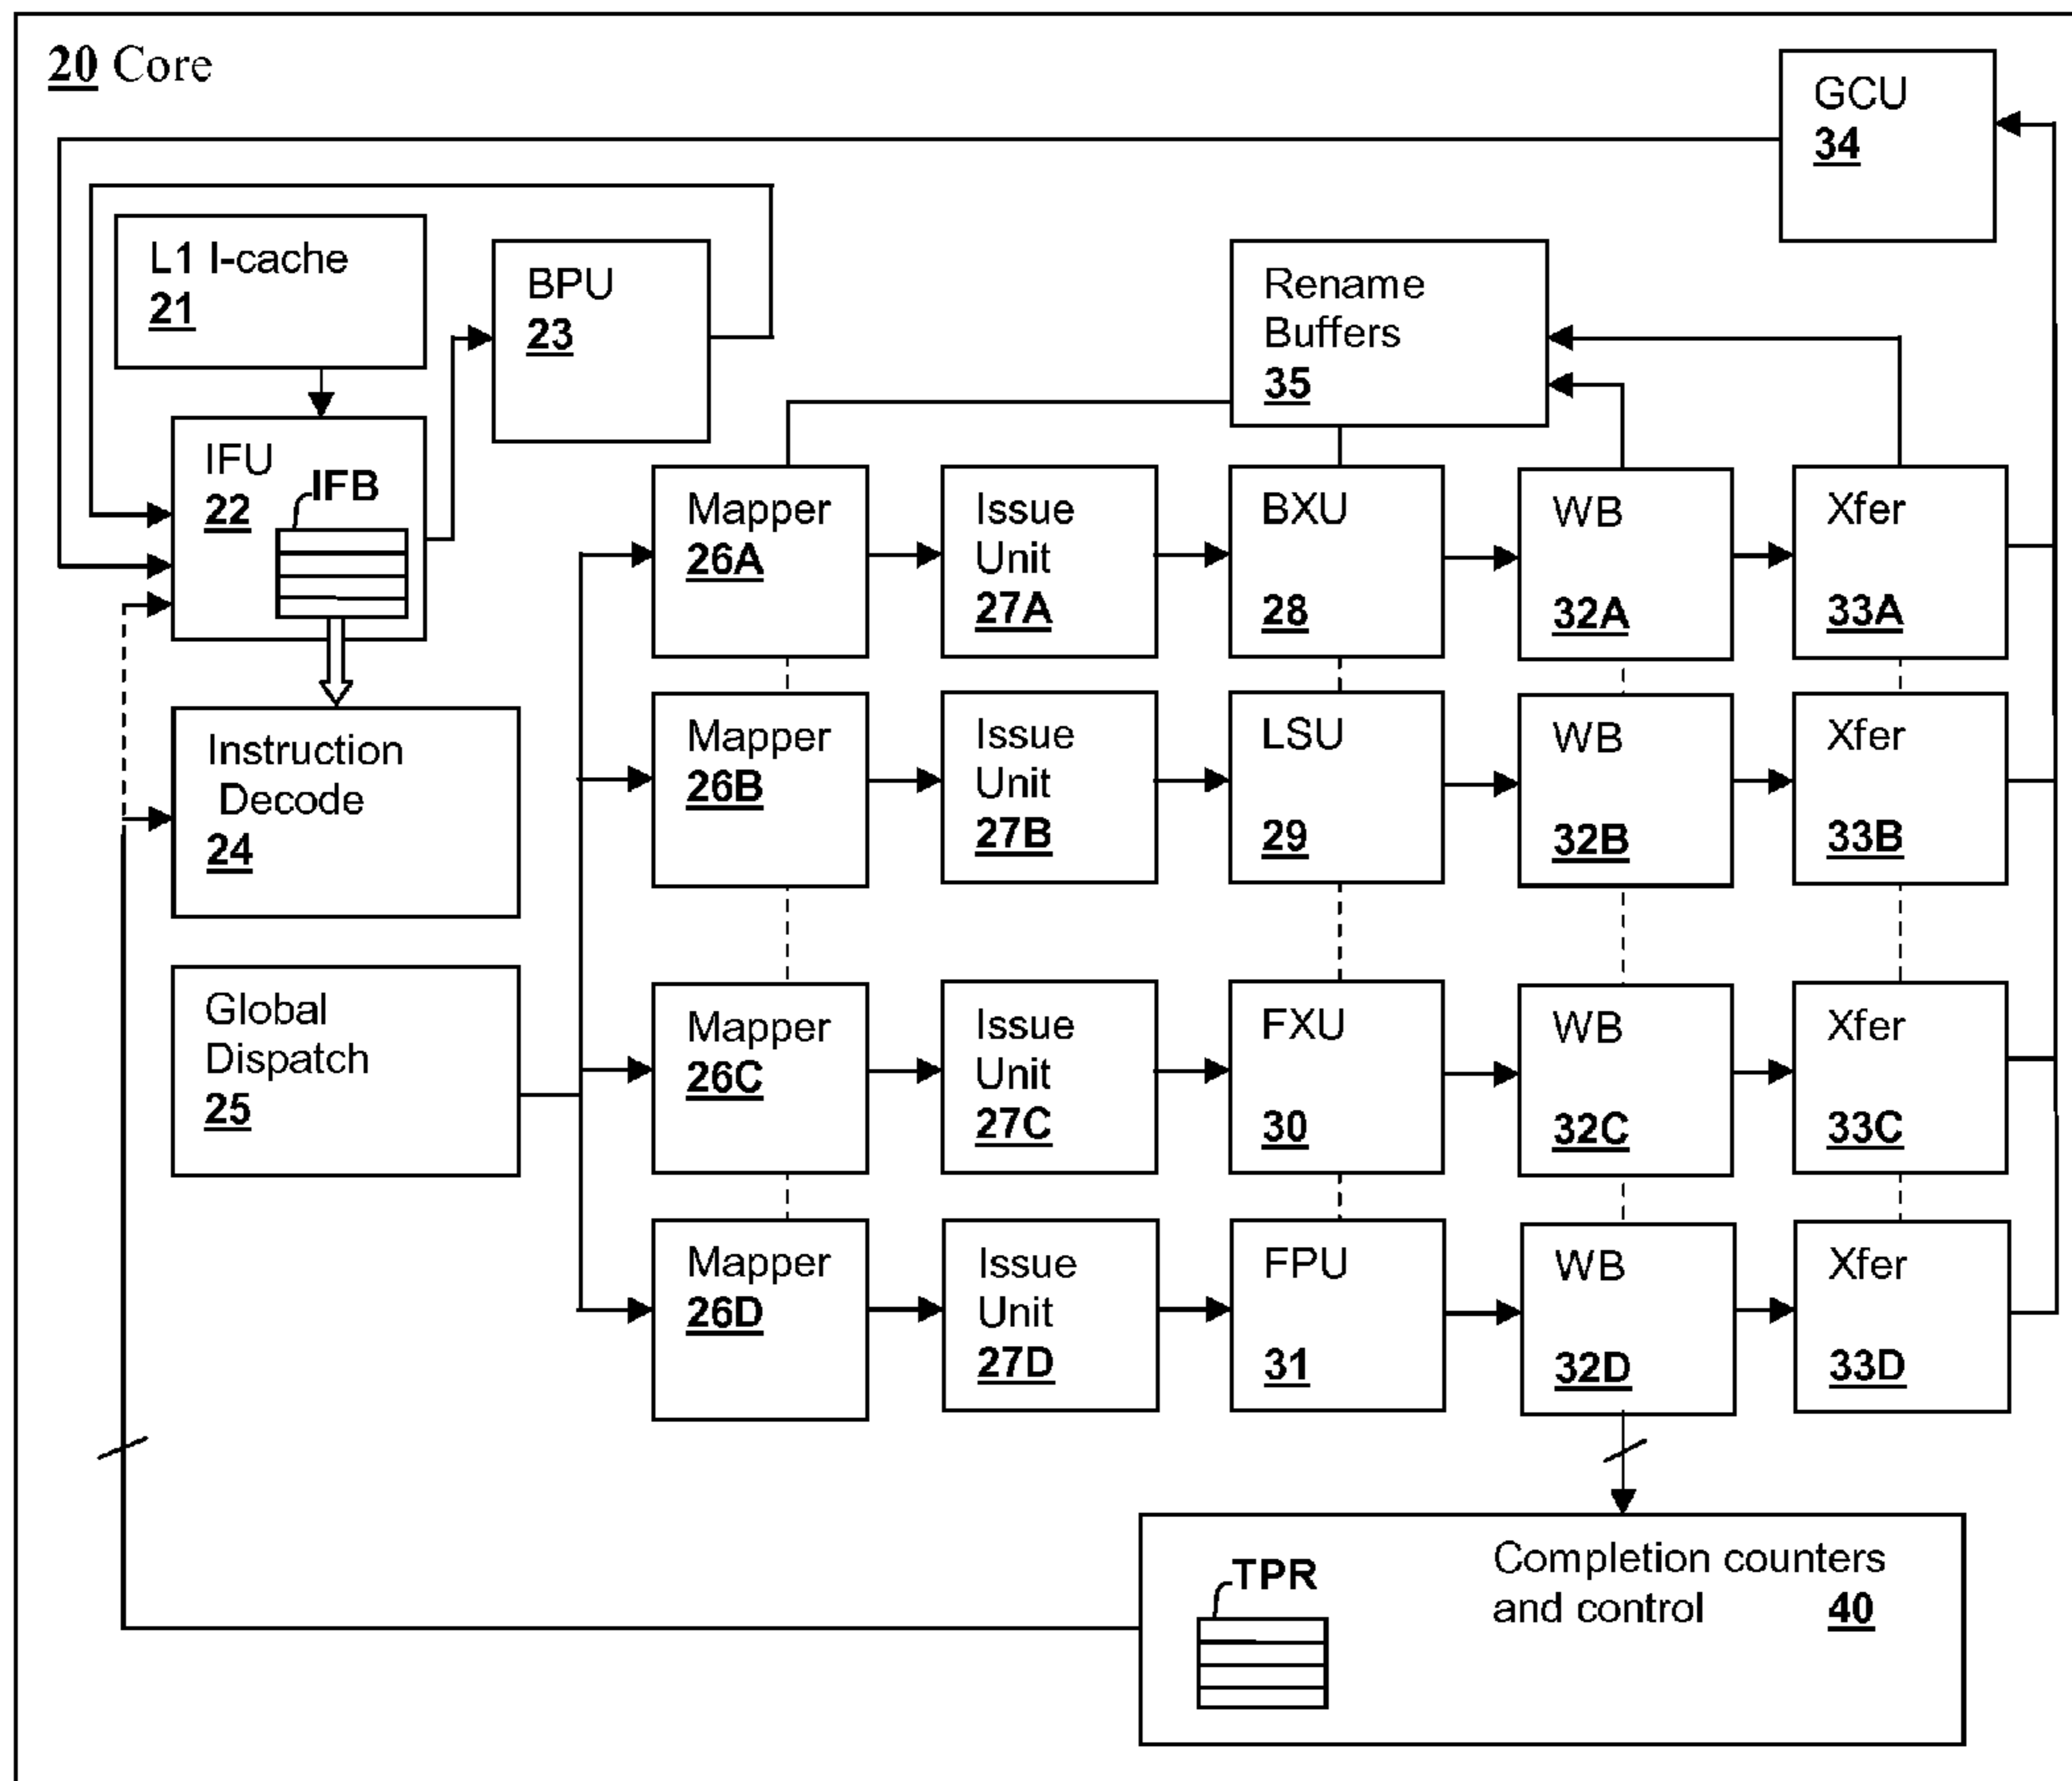 20 Core
GCU
34
L1 I-cache
21
BPU
23
Rename
Buffers
35
IFU
22
IFB
Mapper
26A
Issue
Unit
27A
BXU
28
WB
32A
Xfer
33A
Instruction
Decode
24
Mapper
26B
Issue
Unit
27B
LSU
29
WB
32B
Xfer
33B
Global
Dispatch
25
Mapper
26C
Issue
Unit
27C
FXU
30
WB
32C
Xfer
33C
Mapper
26D
Issue
Unit
27D
FPU
31
WB
32D
Xfer
33D
TPR
Completion counters
and control 40